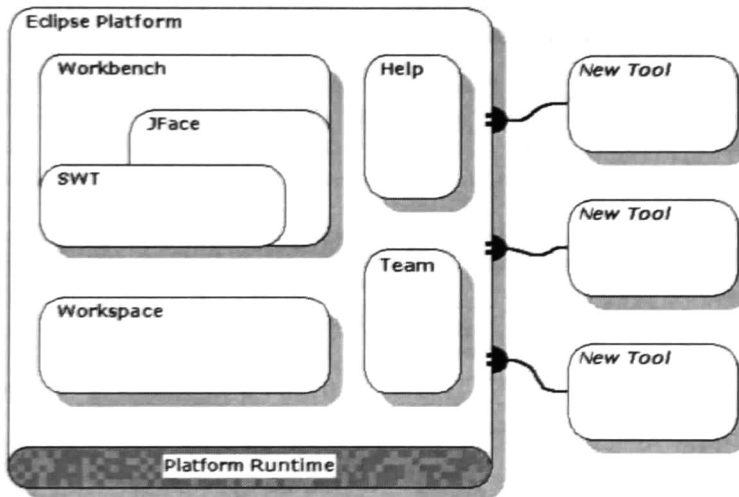 Eclipse Platform
Workbench
JFace
SWT
Workspace
Help
Team
Platform Runtime
New Tool
New Tool
New Tool